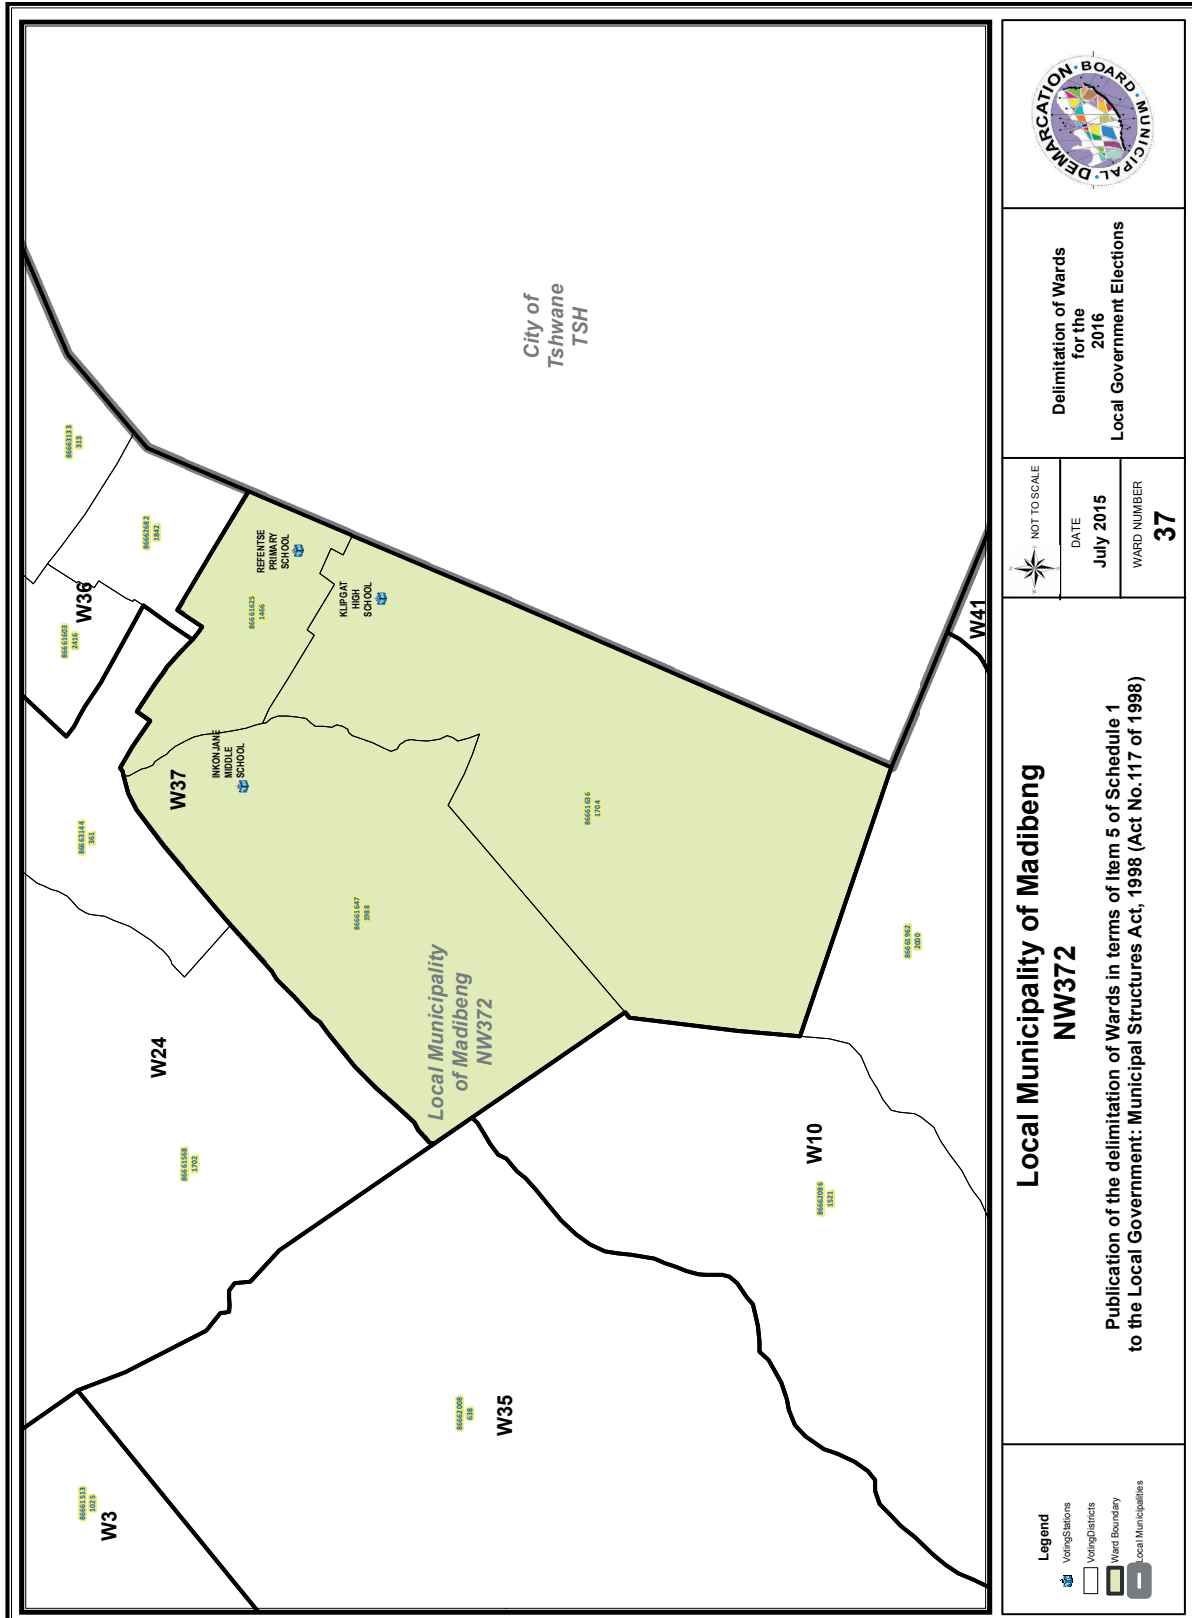 W3
86661513
1025
W35
86662008
638
W24
86661568
1702
W10
86662086
1521
Local Municipality
of Madibeng
NW372
86661647
1988
86661962
2000
86663144
361
W37
INKONJANE
MIDDLE
SCHOOL
86661636
1704
86661603
2416
W36
86661625
1466
KLIPGAT
HIGH
SCHOOL
REFENTSE
PRIMARY
SCHOOL
W41
86662682
1842
86663133
313
City of
Tshwane
TSH
Legend
VotingStations
VotingDistricts
Ward Boundary
Local Municipalities
Local Municipality of Madibeng
NW372
Publication of the delimitation of Wards in terms of Item 5 of Schedule 1
to the Local Government: Municipal Structures Act, 1998 (Act No.117 of 1998)
NOT TO SCALE
DATE
July 2015
WARD NUMBER
37
Delimitation of Wards
for the
2016
Local Government Elections
MUNICIPAL · DEMARCATION · BOARD